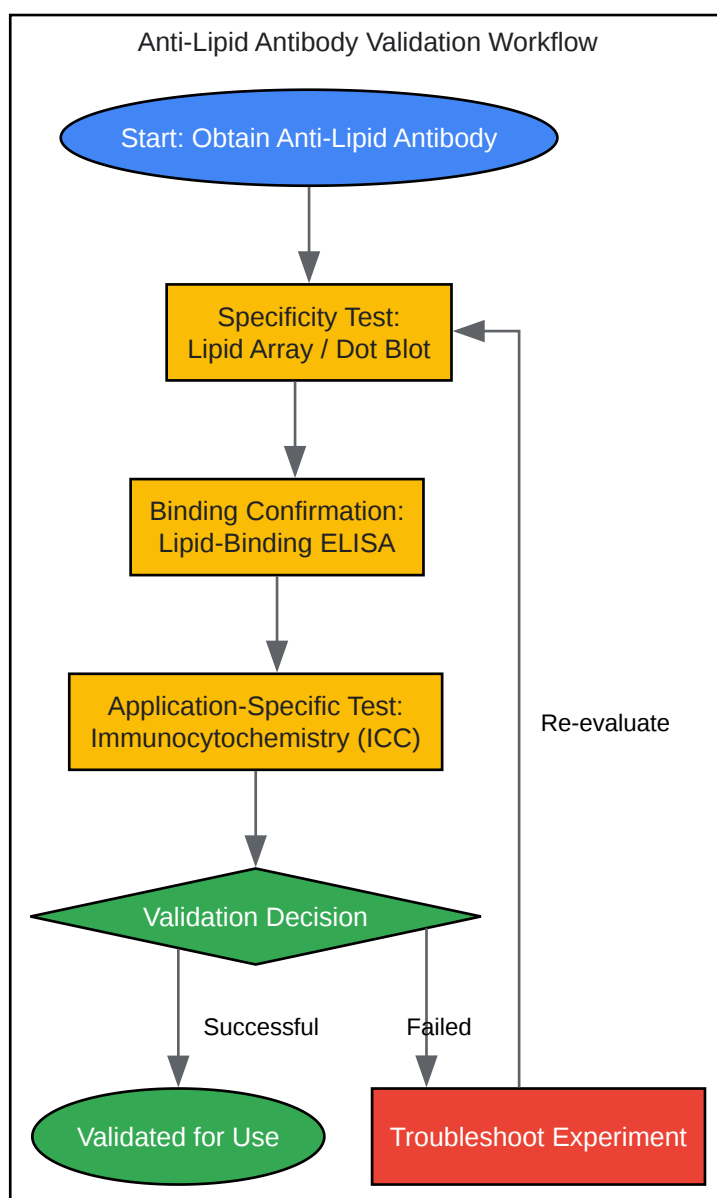 Anti-Lipid Antibody Validation Workflow
Start: Obtain Anti-Lipid Antibody
Specificity Test:
Lipid Array / Dot Blot
Binding Confirmation:
Lipid-Binding ELISA
Application-Specific Test:
Immunocytochemistry (ICC)
Re-evaluate
Validation Decision
Successful
Failed
Validated for Use
Troubleshoot Experiment